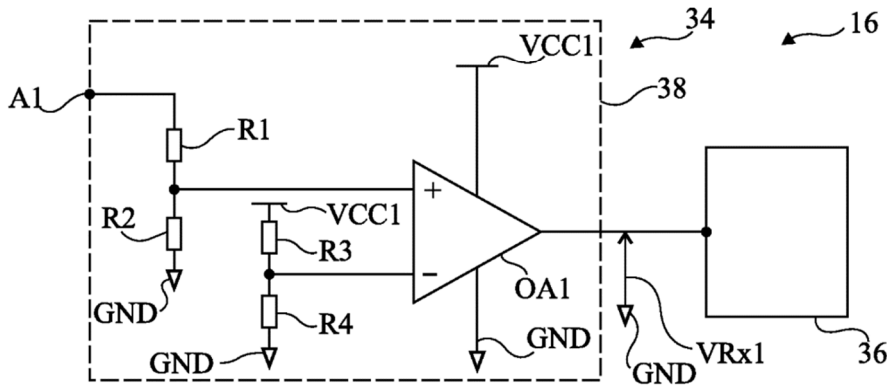 34
16
VCC1
38
A1
R1
+
R2
VCC1
R3
−
OA1
GND
R4
GND
GND
GND
VRx1
36